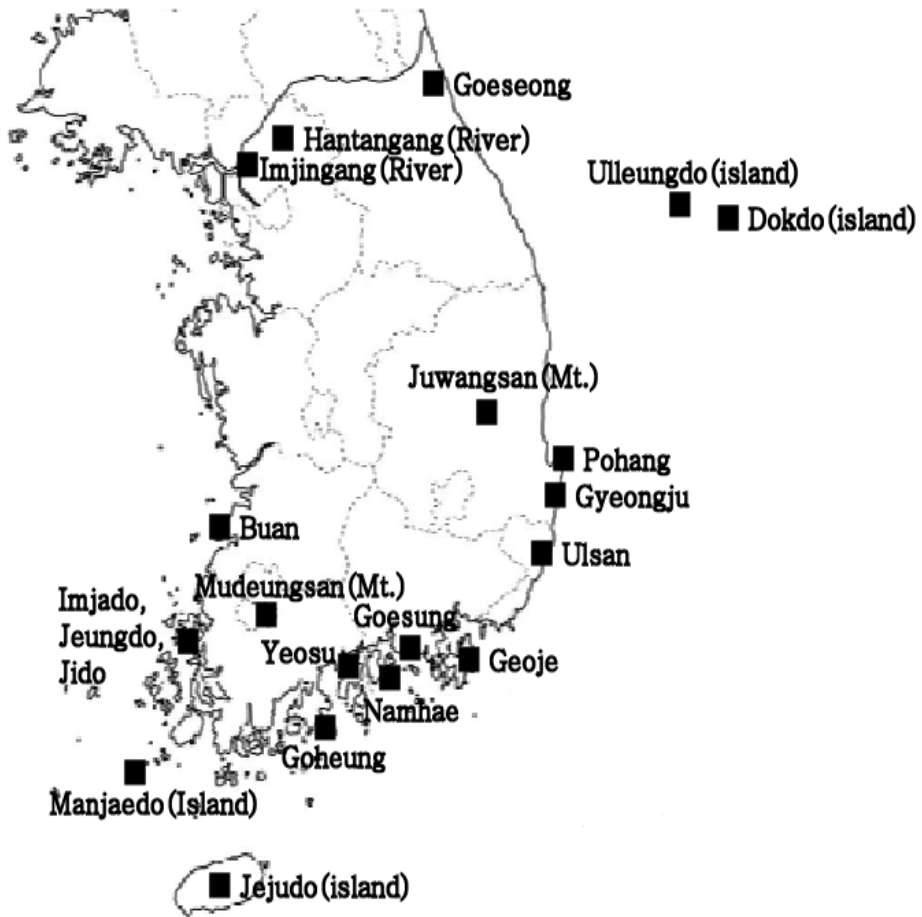 Goeseong
Hantangang (River)
Imjingang (River)
Ulleungdo (island)
Dokdo (island)
Juwangsan (Mt.)
Pohang
Gyeongju
Buan
Ulsan
Mudeungsan (Mt.)
Imjado,
Jeungdo,
Jido
Goesung
Yeosu
Geoje
Namhae
Goheung
Manjaedo (Island)
Jejudo (island)